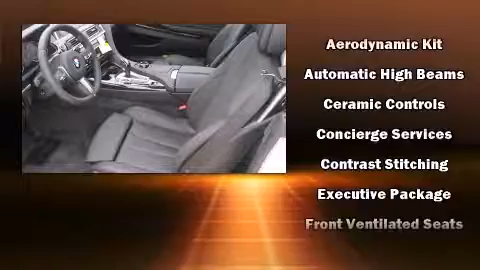 Aerodynamic Kit
Automatic High Beams
Ceramic Controls
Concierge Services
Contrast Stitching
Executive Package
Front Ventilated Seats